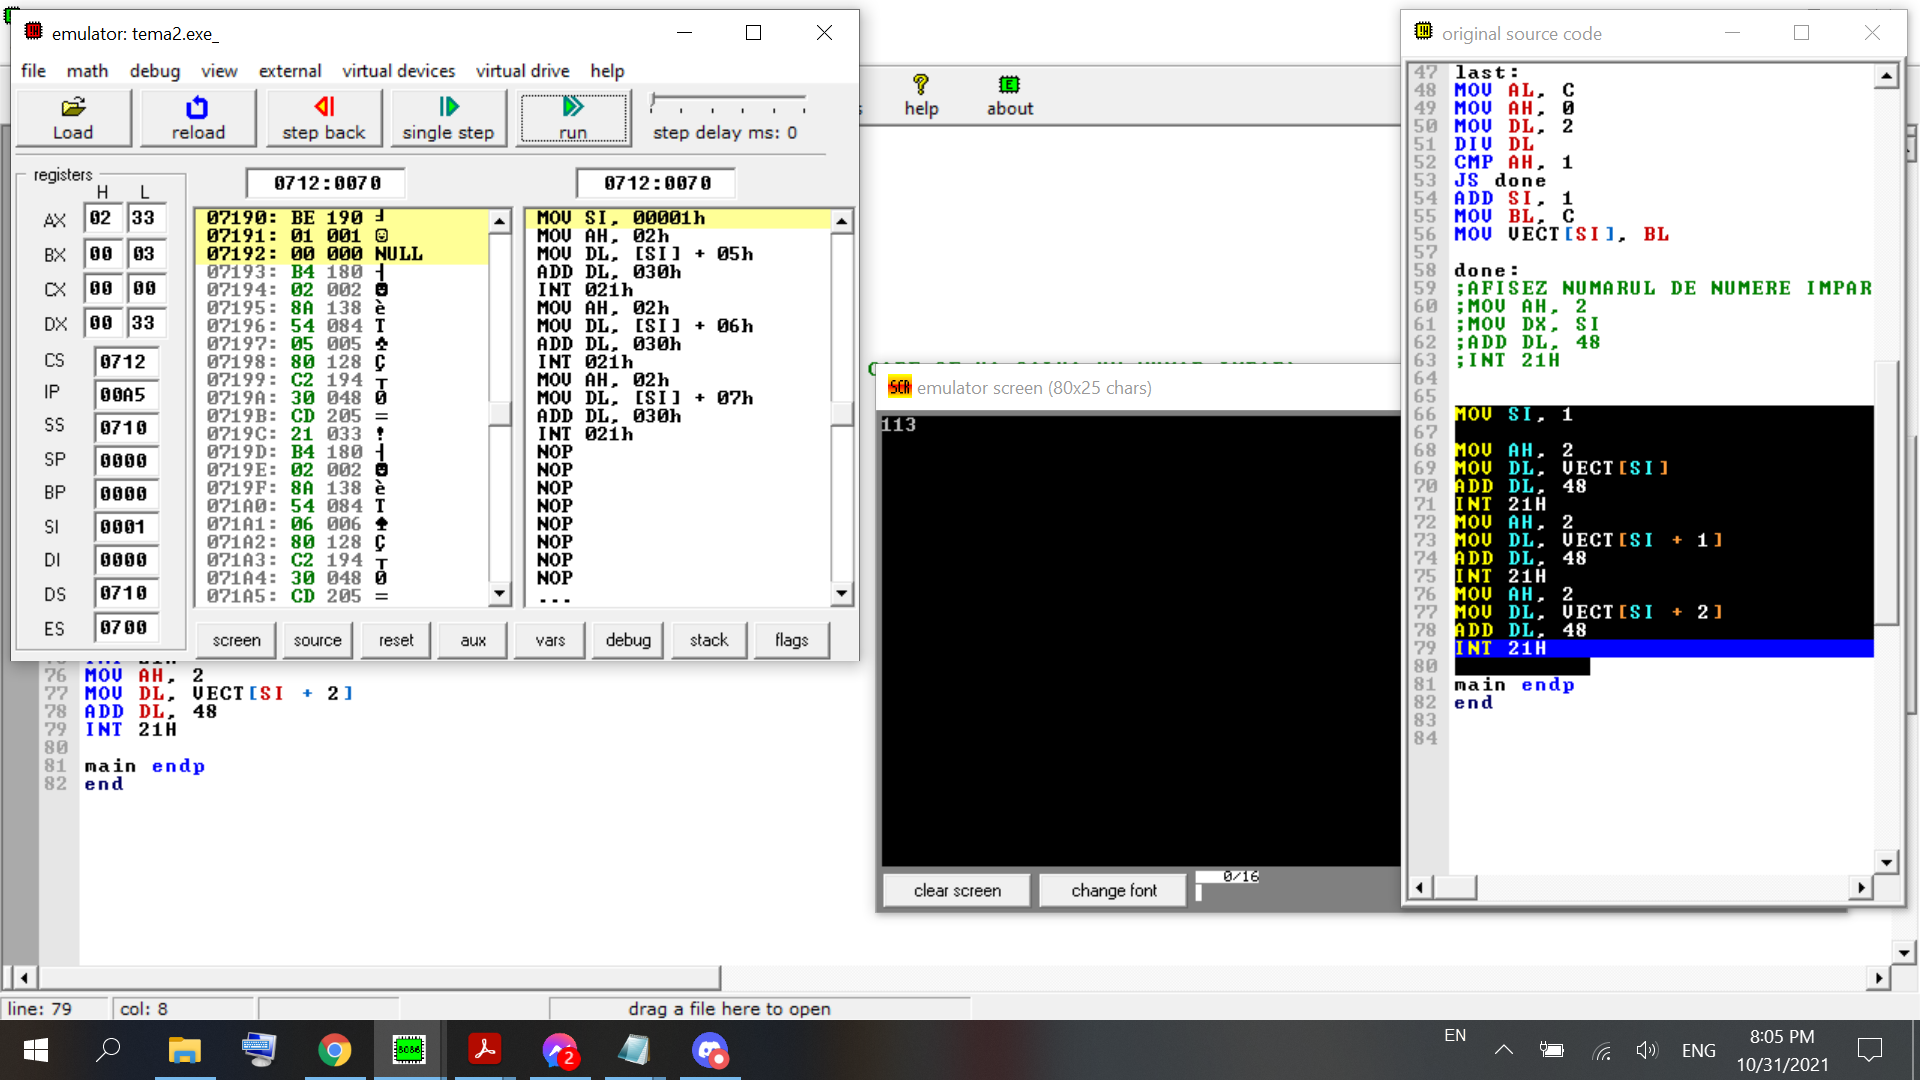 emulator: tema2.exe_
file math debug view external virtual devices virtual drive help
Load reload step back single step run step delay ms: 0
help about
registers
H L
AX 02 33
BX 00 03
CX 00 00
DX 00 33
CS 0712
IP 00A5
SS 0710
SP 0000
BP 0000
SI 0001
DI 0000
DS 0710
ES 0700
0712:0070
0712:0070
07190: BE 190 ╛
07191: 01 001 ☺
07192: 00 000 NULL
07193: B4 180 ┤
07194: 02 002 ☻
07195: 8A 138 è
07196: 54 084 T
07197: 05 005 ♣
07198: 80 128 Ç
07199: C2 194 ┬
0719A: 30 048 0
0719B: CD 205 =
0719C: 21 033 !
0719D: B4 180 ┤
0719E: 02 002 ☻
0719F: 8A 138 è
071A0: 54 084 T
071A1: 06 006 ♠
071A2: 80 128 Ç
071A3: C2 194 ┬
071A4: 30 048 0
071A5: CD 205 =
MOV SI, 00001h
MOV AH, 02h
MOV DL, [SI] + 05h
ADD DL, 030h
INT 021h
MOV AH, 02h
MOV DL, [SI] + 06h
ADD DL, 030h
INT 021h
MOV AH, 02h
MOV DL, [SI] + 07h
ADD DL, 030h
INT 021h
NOP
NOP
NOP
NOP
NOP
NOP
NOP
NOP
...
screen source reset aux vars debug stack flags
76 MOV AH, 2
77 MOV DL, VECT[SI + 2]
78 ADD DL, 48
79 INT 21H
80
81 main endp
82 end
emulator screen (80x25 chars)
113
clear screen change font 0/16
original source code
47 last:
48 MOV AL, C
49 MOV AH, 0
50 MOV DL, 2
51 DIV DL
52 CMP AH, 1
53 JS done
54 ADD SI, 1
55 MOV BL, C
56 MOV VECT[SI], BL
57
58 done:
59 ;AFISEZ NUMARUL DE NUMERE IMPAR
60 ;MOV AH, 2
61 ;MOV DX, SI
62 ;ADD DL, 48
63 ;INT 21H
64
65
66 MOV SI, 1
67
68 MOV AH, 2
69 MOV DL, VECT[SI]
70 ADD DL, 48
71 INT 21H
72 MOV AH, 2
73 MOV DL, VECT[SI + 1]
74 ADD DL, 48
75 INT 21H
76 MOV AH, 2
77 MOV DL, VECT[SI + 2]
78 ADD DL, 48
79 INT 21H
80
81 main endp
82 end
83
84
line: 79 col: 8 drag a file here to open
8086
2
EN
ENG
8:05 PM
10/31/2021